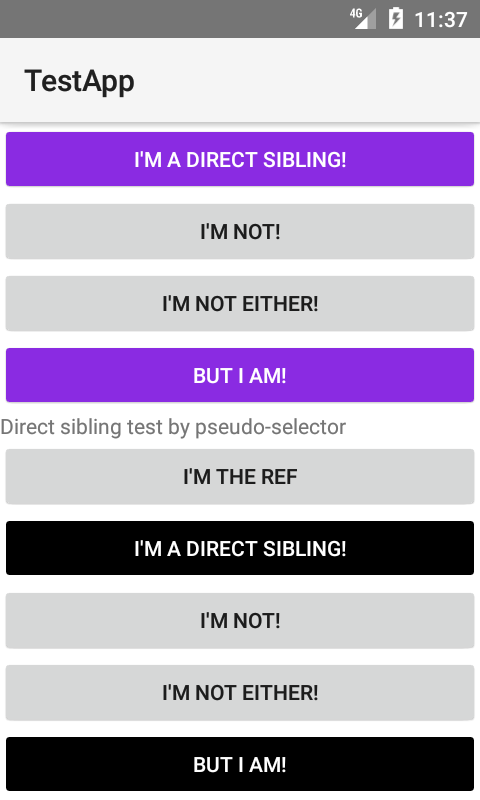 4G 11:37
TestApp
I'M A DIRECT SIBLING!
I'M NOT!
I'M NOT EITHER!
BUT I AM!
Direct sibling test by pseudo-selector
I'M THE REF
I'M A DIRECT SIBLING!
I'M NOT!
I'M NOT EITHER!
BUT I AM!